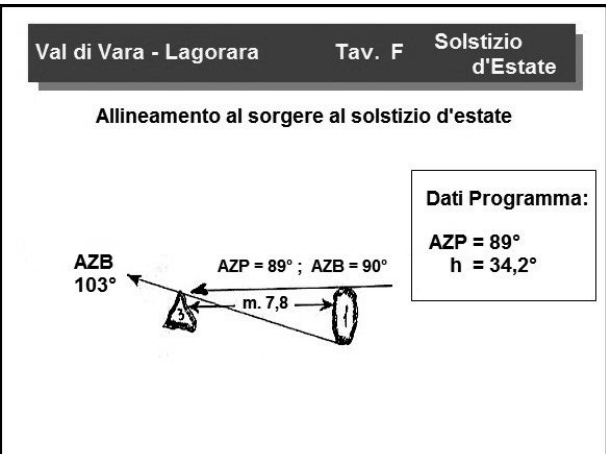 Val di Vara - Lagorara Tav. F Solstizio d'Estate
Allineamento al sorgere al solstizio d'estate
Dati Programma:
AZP = 89°
h = 34,2°
AZB
103°
AZP = 89° ; AZB = 90°
m. 7,8
3
1